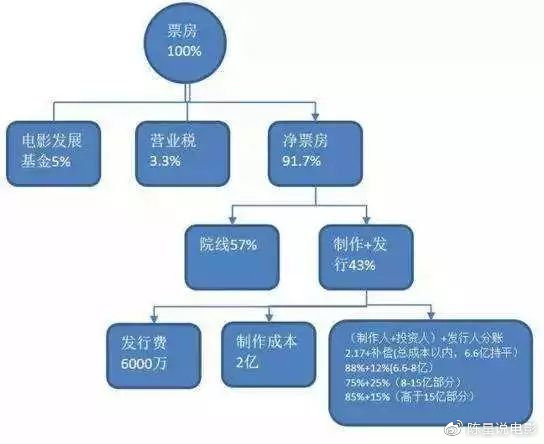 票房
100%
电影发展
基金5%
营业税
3.3%
净票房
91.7%
院线57%
制作+发
行43%
发行费
6000万
制作成本
2亿
（制作人+投资人）+发行人分账
2.17+补偿(总成本以内，6.6亿持平)
88%+12%(6.6-8亿)
75%+25%（8-15亿部分）
85%+15%（高于15亿部分）
陈星说电影